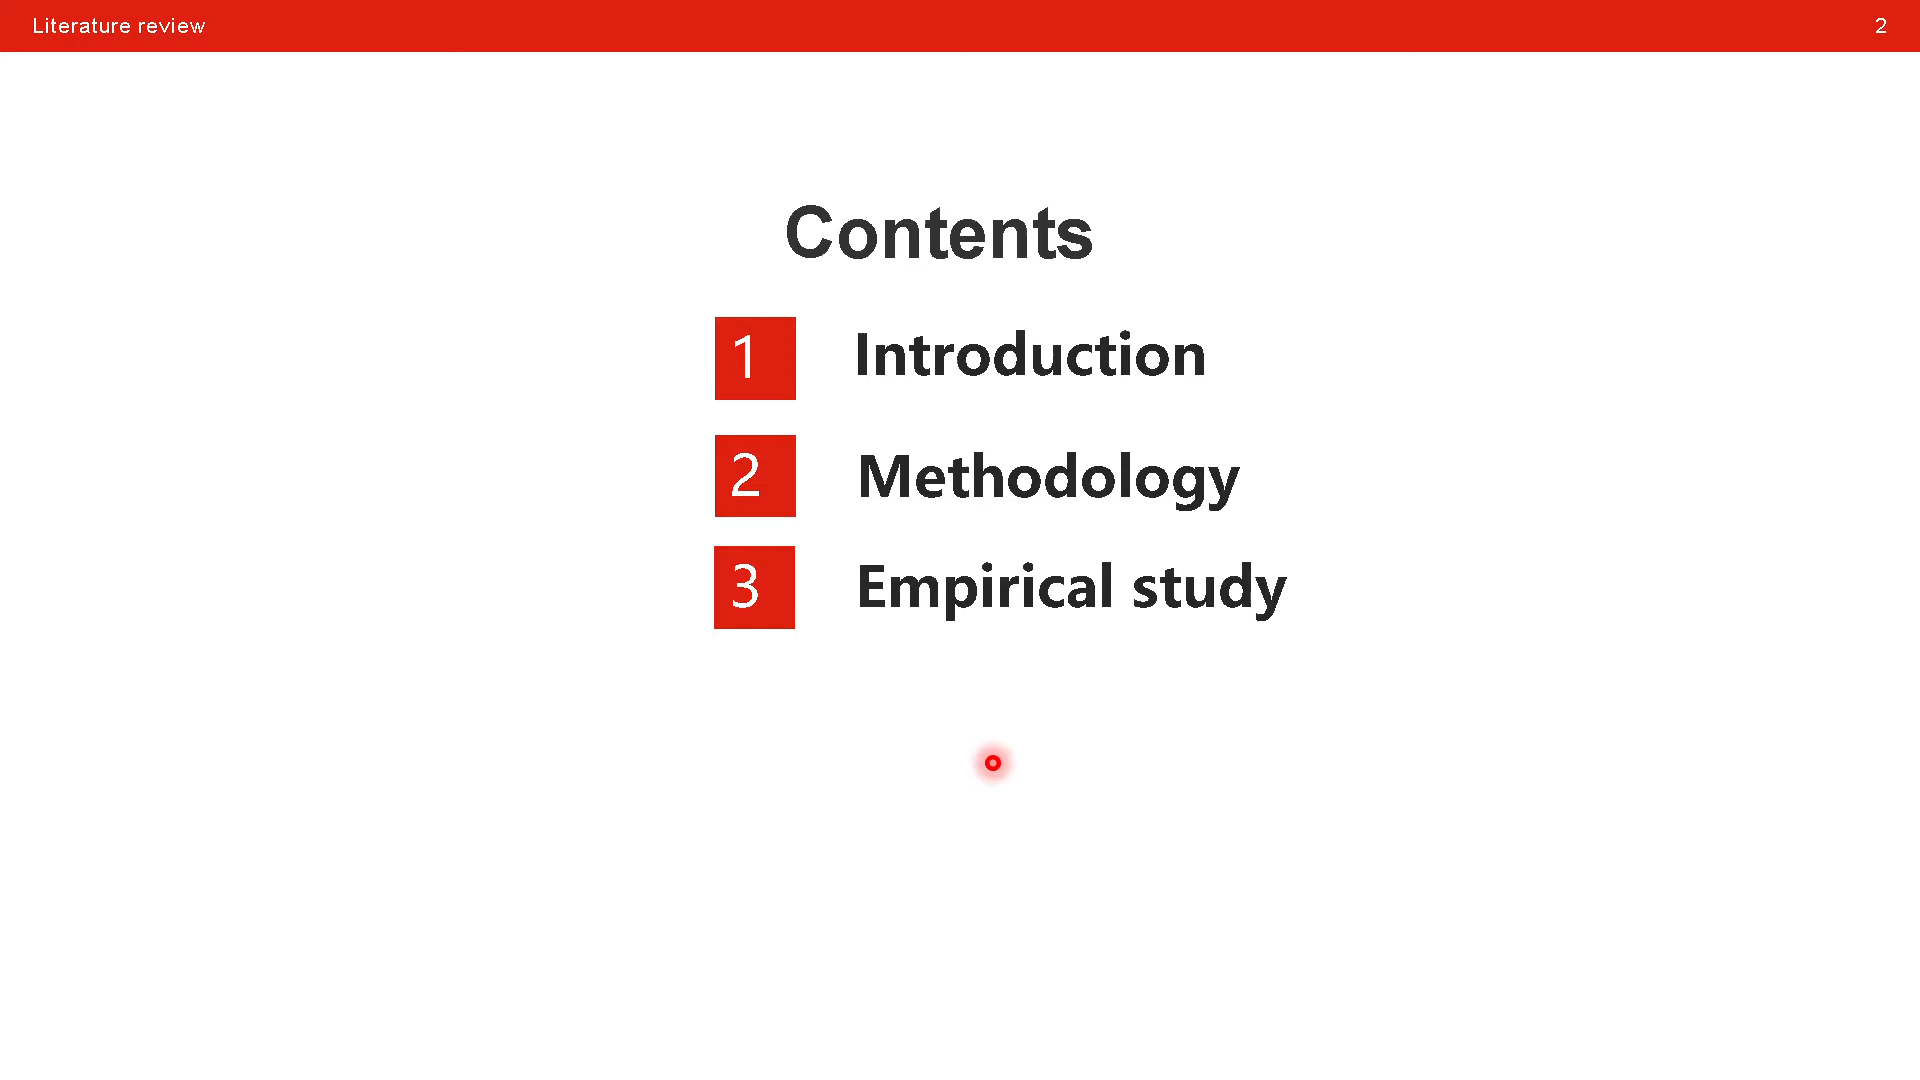 Literature review 2
Contents
1 Introduction
2 Methodology
3 Empirical study